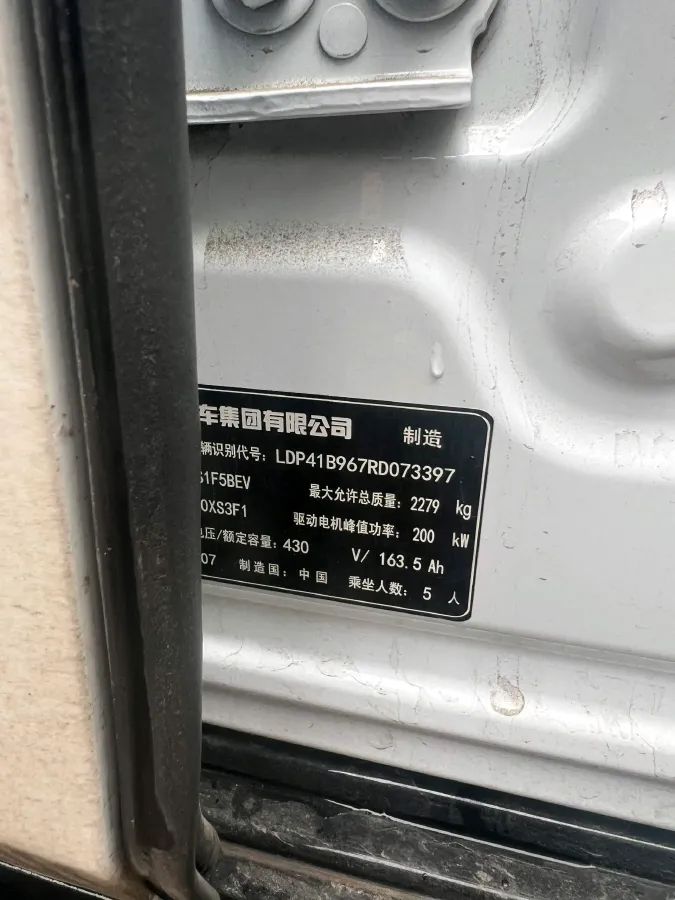 车集团有限公司 制造
辆识别代号: LDP41B967RD073397
61F5BEV 最大允许总质量: 2279 kg
0XS3F1 驱动电机峰值功率: 200 kW
电压/额定容量: 430 V/ 163.5 Ah
07 制造国: 中国 乘坐人数: 5 人